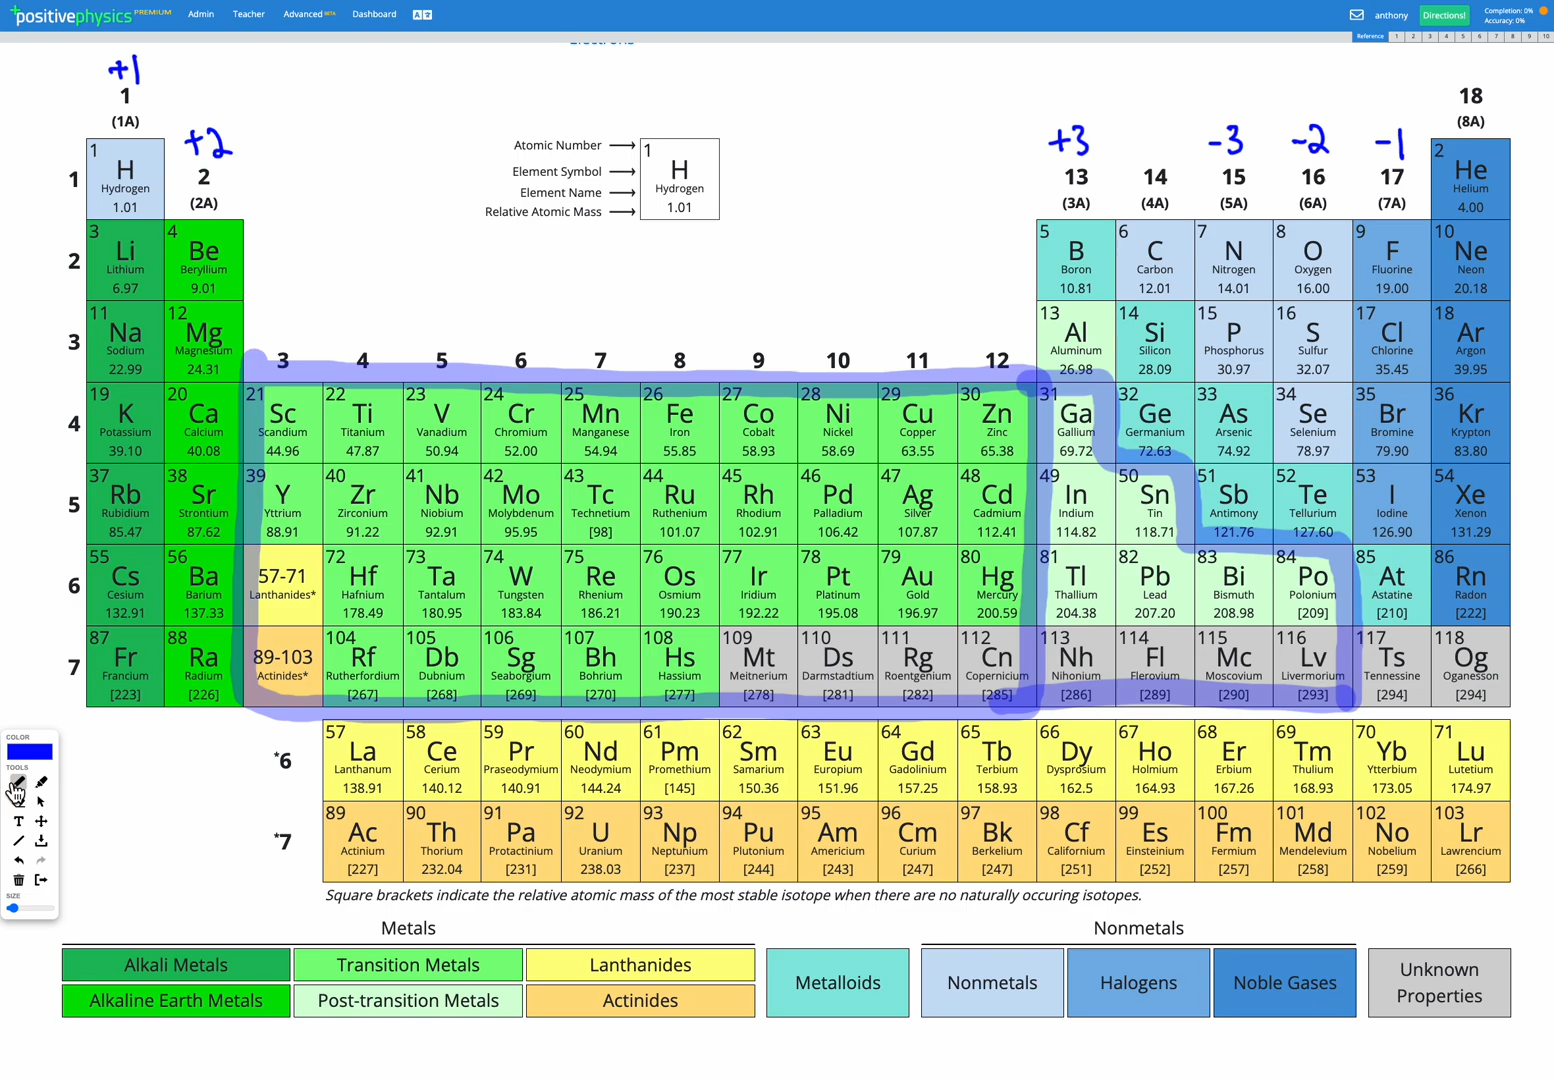 +positivephysics PREMIUM Admin Teacher Advanced BETA Dashboard A anthony Directions! Completion: 0%
Accuracy: 0%
Reference 1 2 3 4 5 6 7 8 9 10
Electrons
+1
1 18
(1A) (8A)
+2 +3 -3 -2 -1
2 13 14 15 16 17
(2A) (3A) (4A) (5A) (6A) (7A)
Atomic Number
Element Symbol
Element Name
Relative Atomic Mass
1 H Hydrogen 1.01
3 4 5 6 7 8 9 10 11 12
1
1 H Hydrogen 1.01
2 He Helium 4.00
2
3 Li Lithium 6.97
4 Be Beryllium 9.01
5 B Boron 10.81
6 C Carbon 12.01
7 N Nitrogen 14.01
8 O Oxygen 16.00
9 F Fluorine 19.00
10 Ne Neon 20.18
3
11 Na Sodium 22.99
12 Mg Magnesium 24.31
13 Al Aluminum 26.98
14 Si Silicon 28.09
15 P Phosphorus 30.97
16 S Sulfur 32.07
17 Cl Chlorine 35.45
18 Ar Argon 39.95
4
19 K Potassium 39.10
20 Ca Calcium 40.08
21 Sc Scandium 44.96
22 Ti Titanium 47.87
23 V Vanadium 50.94
24 Cr Chromium 52.00
25 Mn Manganese 54.94
26 Fe Iron 55.85
27 Co Cobalt 58.93
28 Ni Nickel 58.69
29 Cu Copper 63.55
30 Zn Zinc 65.38
31 Ga Gallium 69.72
32 Ge Germanium 72.63
33 As Arsenic 74.92
34 Se Selenium 78.97
35 Br Bromine 79.90
36 Kr Krypton 83.80
5
37 Rb Rubidium 85.47
38 Sr Strontium 87.62
39 Y Yttrium 88.91
40 Zr Zirconium 91.22
41 Nb Niobium 92.91
42 Mo Molybdenum 95.95
43 Tc Technetium [98]
44 Ru Ruthenium 101.07
45 Rh Rhodium 102.91
46 Pd Palladium 106.42
47 Ag Silver 107.87
48 Cd Cadmium 112.41
49 In Indium 114.82
50 Sn Tin 118.71
51 Sb Antimony 121.76
52 Te Tellurium 127.60
53 I Iodine 126.90
54 Xe Xenon 131.29
6
55 Cs Cesium 132.91
56 Ba Barium 137.33
57-71 Lanthanides*
72 Hf Hafnium 178.49
73 Ta Tantalum 180.95
74 W Tungsten 183.84
75 Re Rhenium 186.21
76 Os Osmium 190.23
77 Ir Iridium 192.22
78 Pt Platinum 195.08
79 Au Gold 196.97
80 Hg Mercury 200.59
81 Tl Thallium 204.38
82 Pb Lead 207.20
83 Bi Bismuth 208.98
84 Po Polonium [209]
85 At Astatine [210]
86 Rn Radon [222]
7
87 Fr Francium [223]
88 Ra Radium [226]
89-103 Actinides*
104 Rf Rutherfordium [267]
105 Db Dubnium [268]
106 Sg Seaborgium [269]
107 Bh Bohrium [270]
108 Hs Hassium [277]
109 Mt Meitnerium [278]
110 Ds Darmstadtium [281]
111 Rg Roentgenium [282]
112 Cn Copernicium [285]
113 Nh Nihonium [286]
114 Fl Flerovium [289]
115 Mc Moscovium [290]
116 Lv Livermorium [293]
117 Ts Tennessine [294]
118 Og Oganesson [294]
*6
57 La Lanthanum 138.91
58 Ce Cerium 140.12
59 Pr Praseodymium 140.91
60 Nd Neodymium 144.24
61 Pm Promethium [145]
62 Sm Samarium 150.36
63 Eu Europium 151.96
64 Gd Gadolinium 157.25
65 Tb Terbium 158.93
66 Dy Dysprosium 162.5
67 Ho Holmium 164.93
68 Er Erbium 167.26
69 Tm Thulium 168.93
70 Yb Ytterbium 173.05
71 Lu Lutetium 174.97
*7
89 Ac Actinium [227]
90 Th Thorium 232.04
91 Pa Protactinium [231]
92 U Uranium 238.03
93 Np Neptunium [237]
94 Pu Plutonium [244]
95 Am Americium [243]
96 Cm Curium [247]
97 Bk Berkelium [247]
98 Cf Californium [251]
99 Es Einsteinium [252]
100 Fm Fermium [257]
101 Md Mendelevium [258]
102 No Nobelium [259]
103 Lr Lawrencium [266]
COLOR
TOOLS
T
SIZE
Square brackets indicate the relative atomic mass of the most stable isotope when there are no naturally occuring isotopes.
Metals Nonmetals
Alkali Metals Transition Metals Lanthanides
Alkaline Earth Metals Post-transition Metals Actinides
Metalloids
Nonmetals Halogens Noble Gases
Unknown
Properties